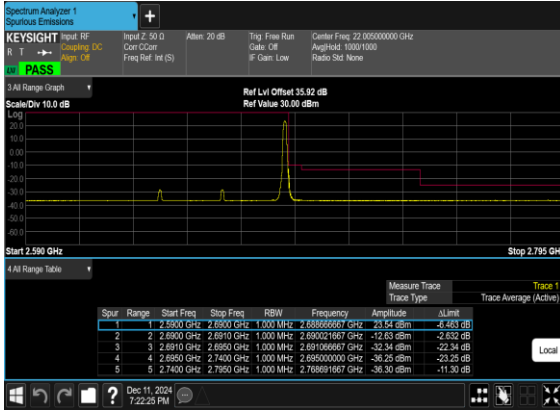 Spectrum Analyzer 1
Spurious Emissions
+
KEYSIGHT Input: RF Input Z: 50 Ω Atten: 20 dB Trig: Free Run Center Freq: 22.005000000 GHz
R T Coupling: DC Corr CCorr Gate: Off Avg|Hold: 1000/1000
Align: Off Freq Ref: Int (S) IF Gain: Low Radio Std: None
PASS
3 All Range Graph
Ref Lvl Offset 35.92 dB
Scale/Div 10.0 dB Ref Value 30.00 dBm
Log
20.0
10.0
0.00
-10.0
-20.0
-30.0
-40.0
-50.0
-60.0
Start 2.590 GHz Stop 2.795 GH
4 All Range Table
Measure Trace Trace 1
Trace Type Trace Average (Active)
Spur Range Start Freq Stop Freq RBW Frequency Amplitude ΔLimit
1 1 2.5900 GHz 2.6900 GHz 1.000 MHz 2.688666667 GHz 23.54 dBm -6.463 dB
2 2 2.6900 GHz 2.6910 GHz 1.000 MHz 2.690021667 GHz -12.63 dBm -2.632 dB
3 3 2.6910 GHz 2.6950 GHz 1.000 MHz 2.691066667 GHz -32.34 dBm -22.34 dB
4 4 2.6950 GHz 2.7400 GHz 1.000 MHz 2.695000000 GHz -36.25 dBm -23.25 dB
5 5 2.7400 GHz 2.7950 GHz 1.000 MHz 2.768691667 GHz -36.30 dBm -11.30 dB
Local
?
Dec 11, 2024
7:22:25 PM